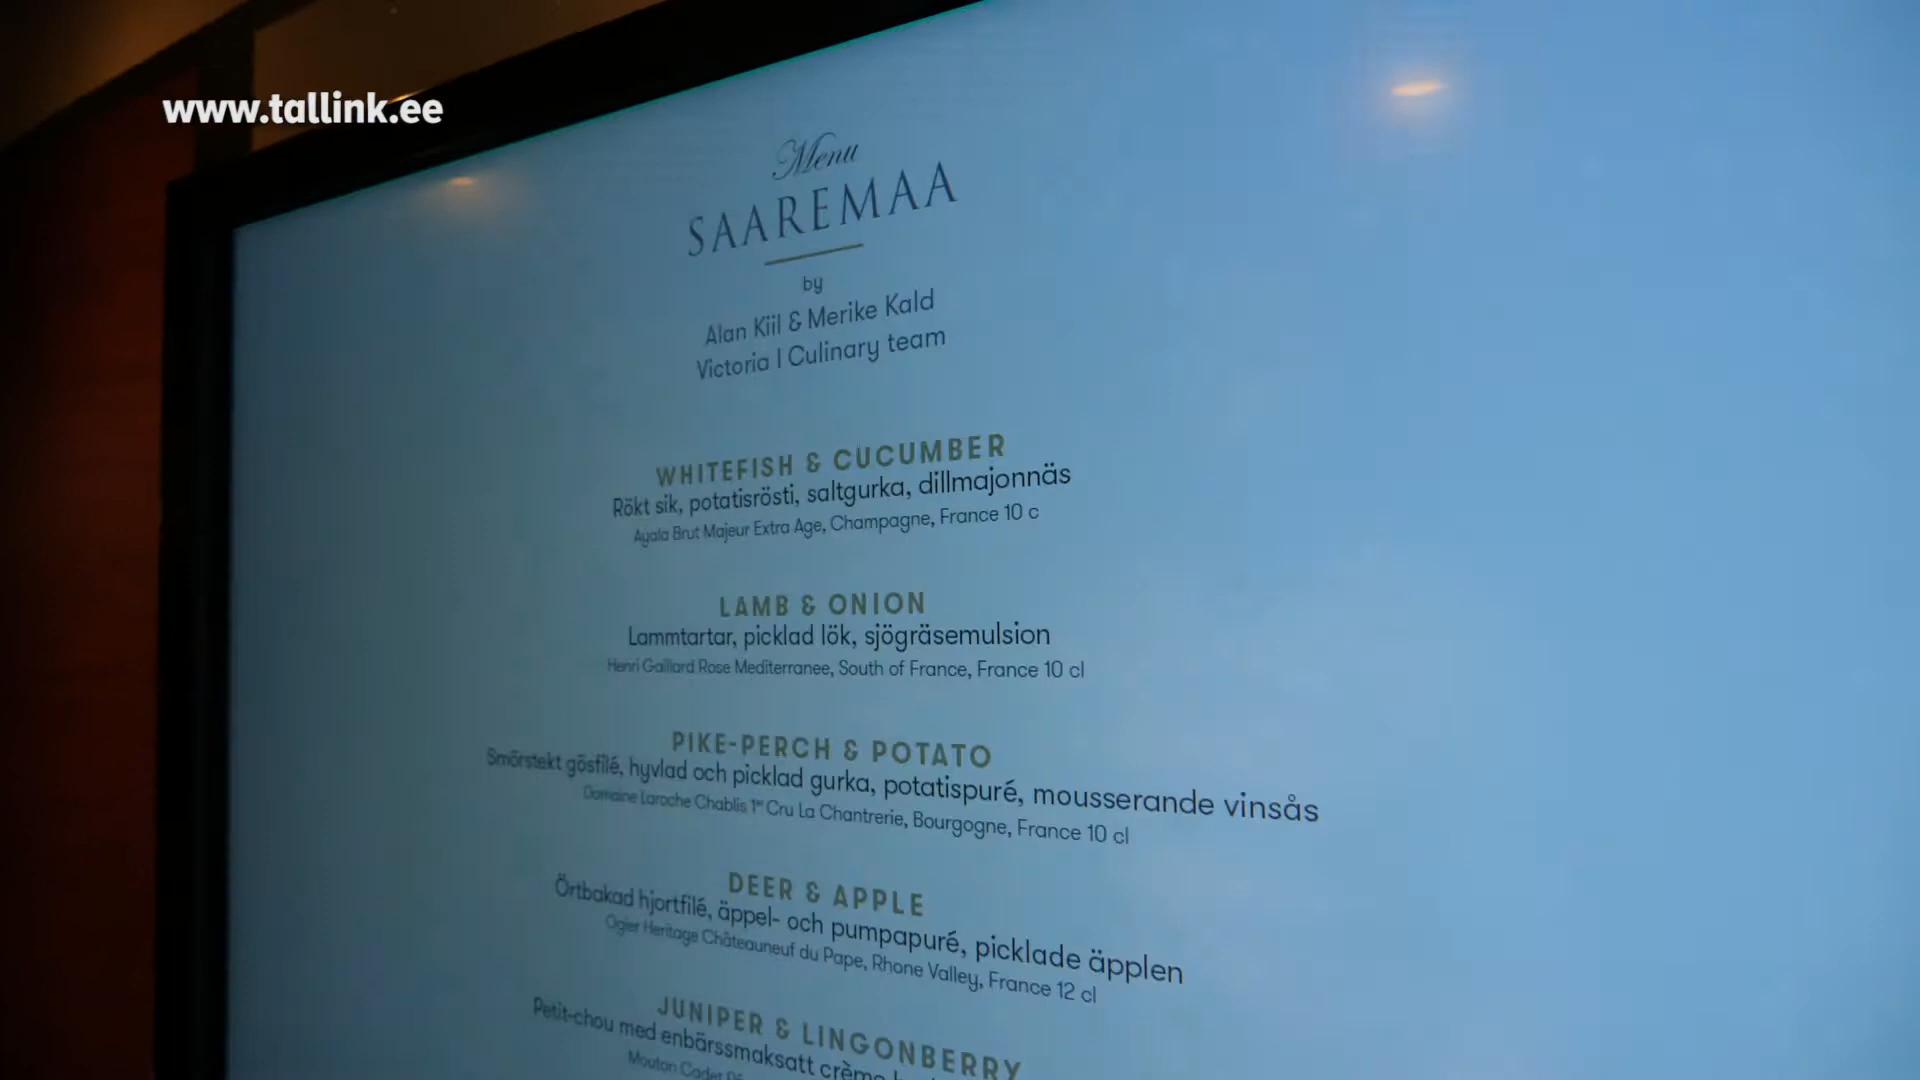 www.tallink.ee
Menu
SAAREMAA
by
Alan Kiil & Merike Kald
Victoria I Culinary team
WHITEFISH & CUCUMBER
Rökt sik, potatisrösti, saltgurka, dillmajonnäs
Ayala Brut Majeur Extra Age, Champagne, France 10 c
LAMB & ONION
Lammtartar, picklad lök, sjögräsemulsion
Henri Gaillard Rose Mediterranee, South of France, France 10 cl
PIKE-PERCH & POTATO
Smörstekt gösfilé, hyvlad och picklad gurka, potatispuré, mousserande vinsås
Domaine Laroche Chablis 1er Cru La Chantrerie, Bourgogne, France 10 cl
DEER & APPLE
Örtbakad hjortfilé, äppel- och pumpapuré, picklade äpplen
Ogier Heritage Châteauneuf du Pape, Rhone Valley, France 12 cl
JUNIPER & LINGONBERRY
Petit-chou med enbärssmaksatt crème
Mouton Cadet